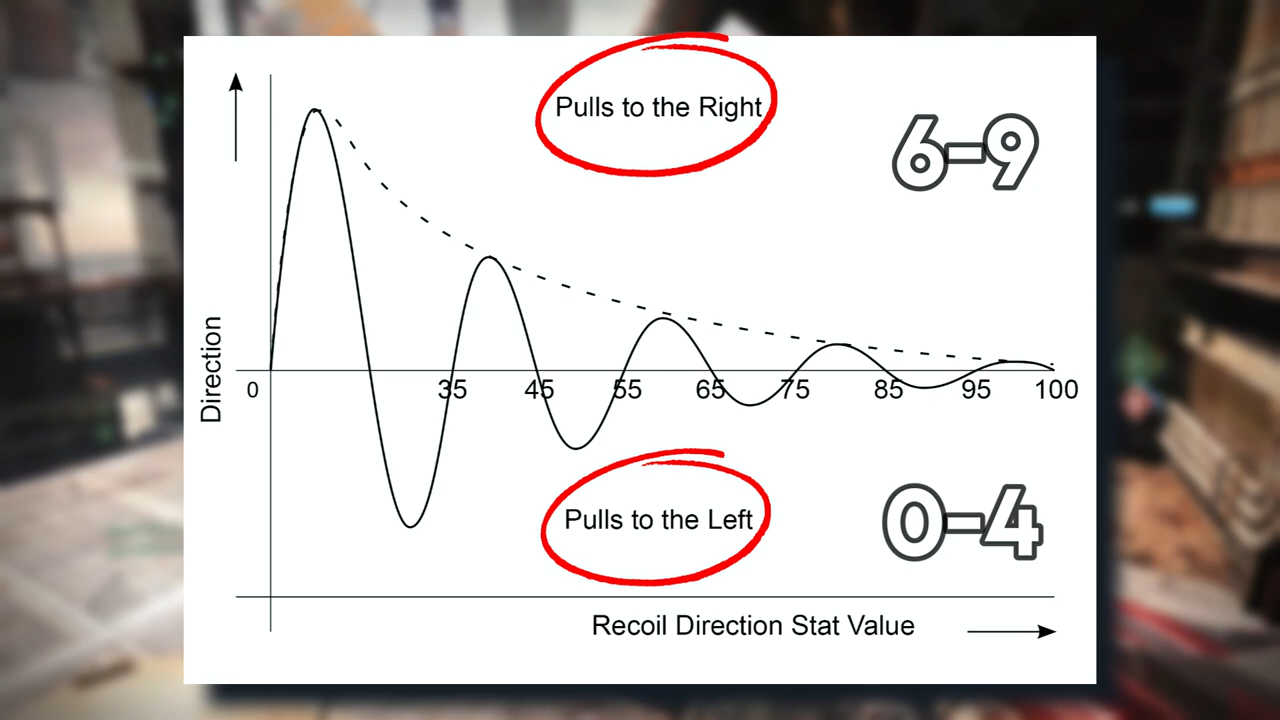 Pulls to the Right
6-9
Direction
0 35 45 55 65 75 85 95 100
Pulls to the Left
0-4
Recoil Direction Stat Value